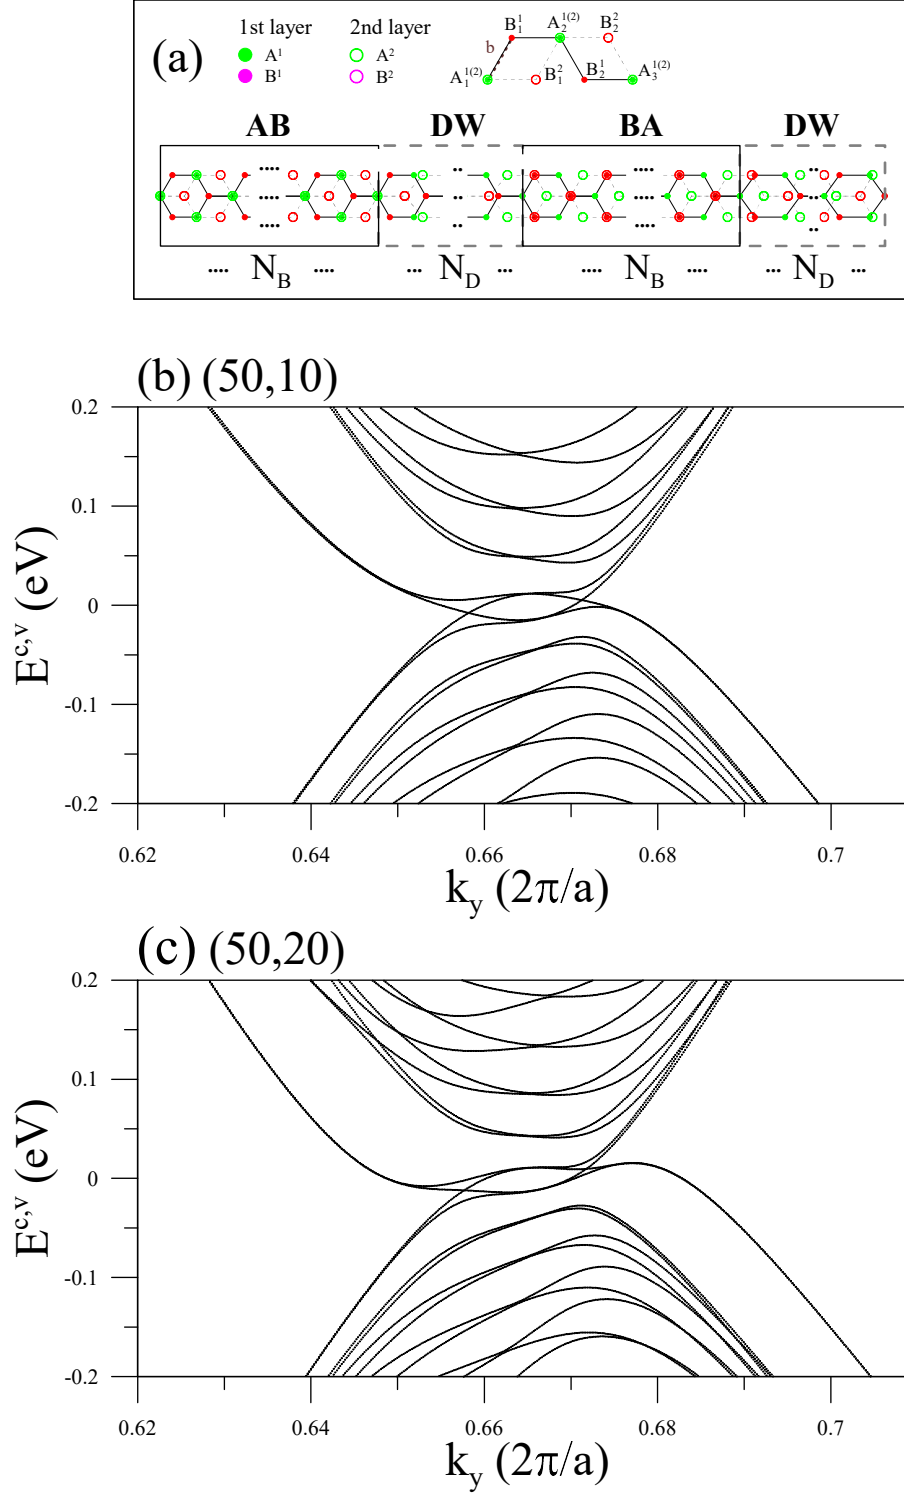 (a)
1st layer 2nd layer
A¹ A²
B¹ B²
B₁¹ A₂¹⁽²⁾ B₂²
b
A₁¹⁽²⁾ B₁² B₂¹ A₃¹⁽²⁾
AB DW BA DW
···· N_B ···· ··· N_D ··· ···· N_B ···· ··· N_D ···
(b) (50,10)
0.2
0.1
0
-0.1
-0.2
E^{c,v} (eV)
0.62 0.64 0.66 0.68 0.7
k_y (2π/a)
(c) (50,20)
0.2
0.1
0
-0.1
-0.2
E^{c,v} (eV)
0.62 0.64 0.66 0.68 0.7
k_y (2π/a)